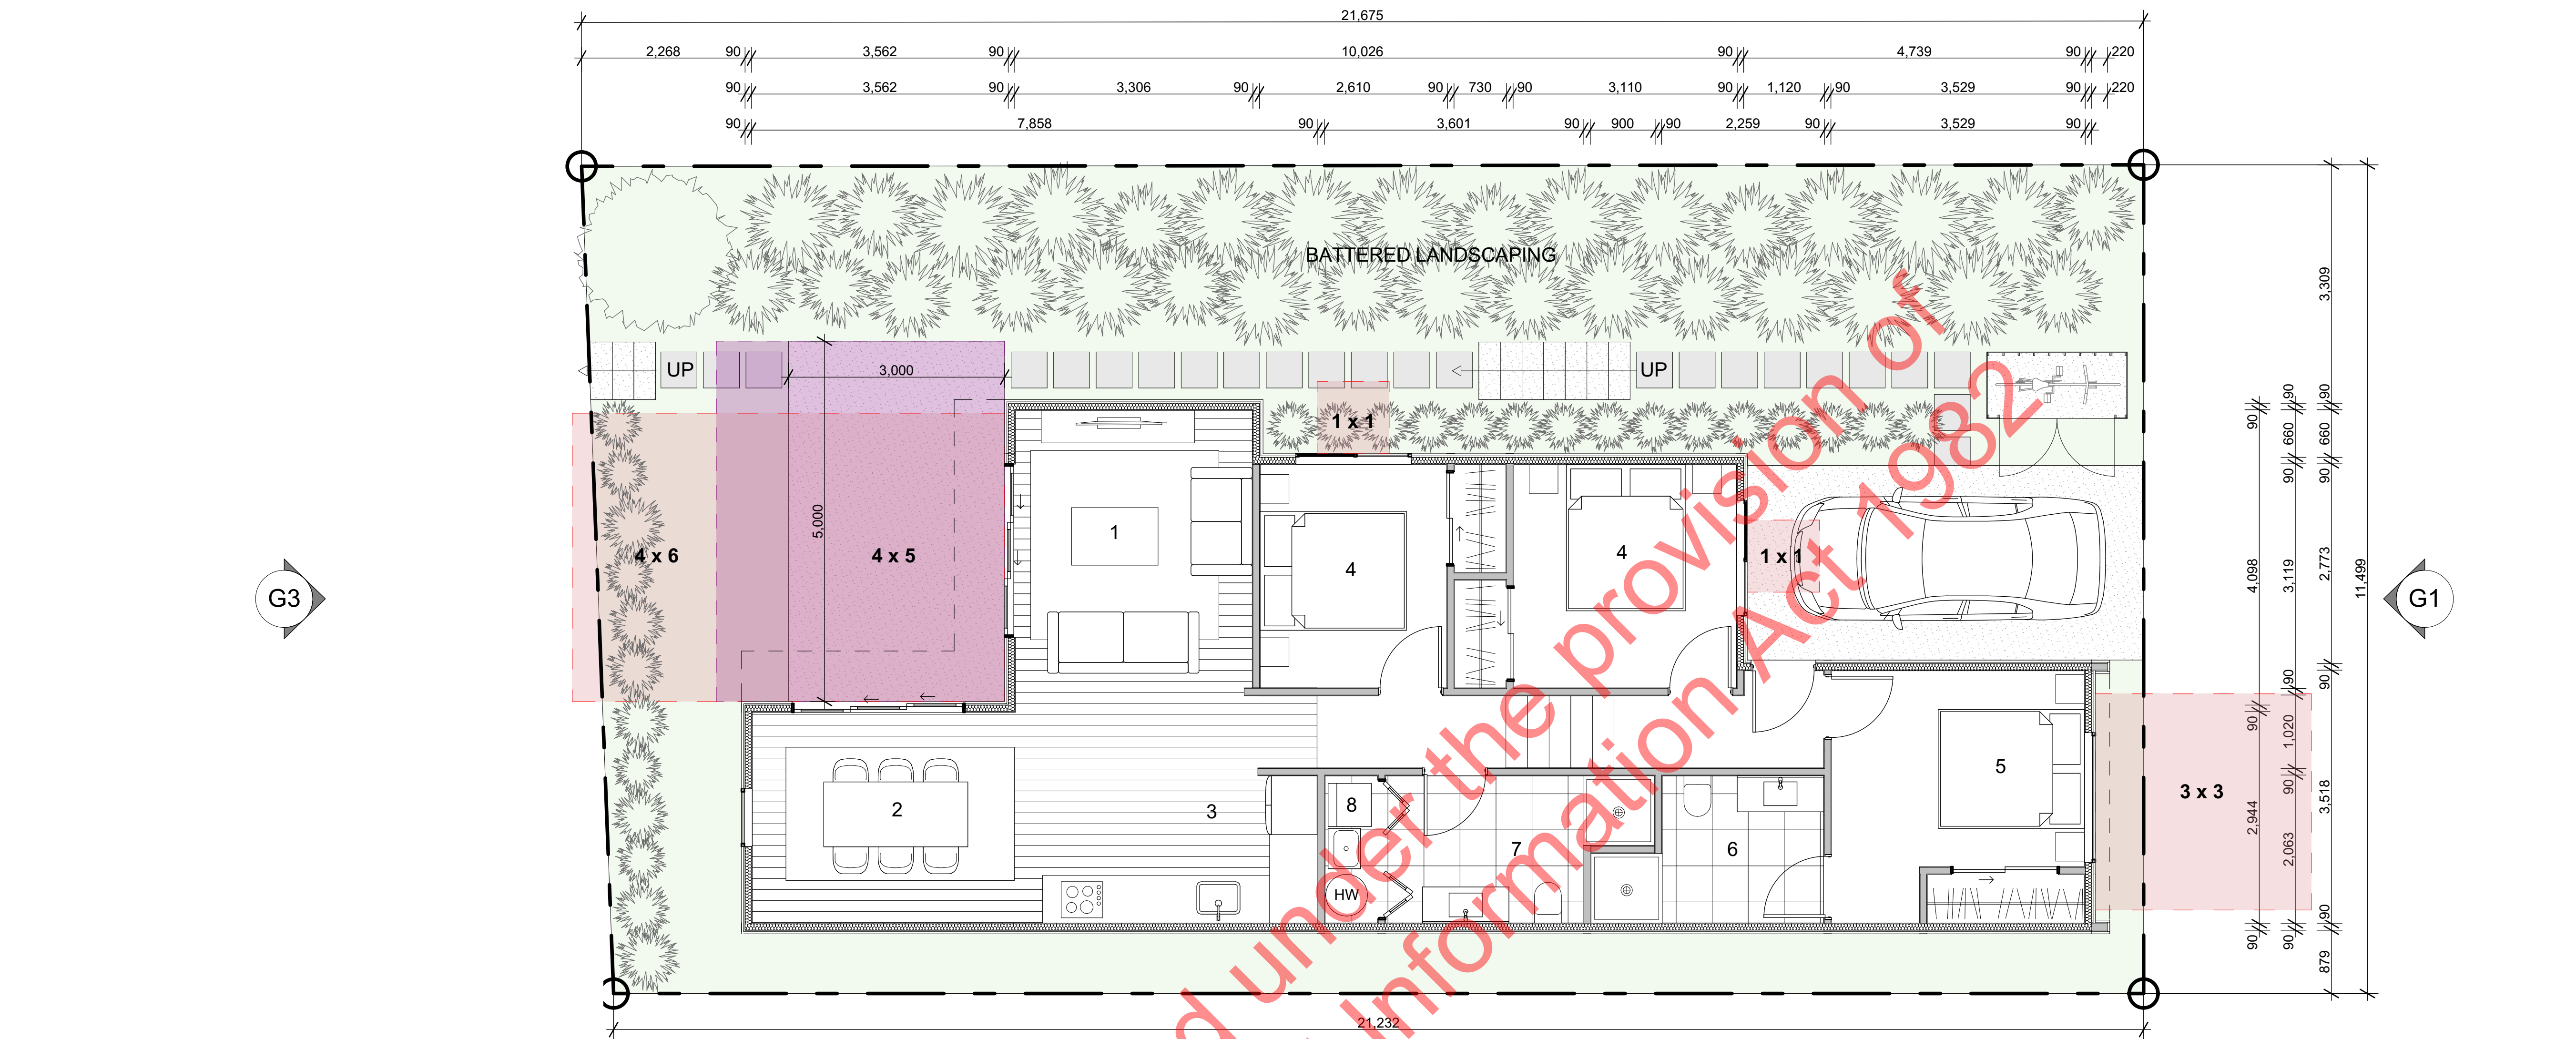 21,675
2,268 90 3,562 90 10,026 90 4,739 90 220
90 3,562 90 3,306 90 2,610 90 730 90 3,110 90 1,120 90 3,529 90 220
90 7,858 90 3,601 90 900 90 2,259 90 3,529 90
BATTERED LANDSCAPING
UP
3,000
UP
1 x 1
5,000
4 x 6
4 x 5
1
4
4
1 x 1
G3
G1
2
3
8
HW
7
6
5
3 x 3
90 4,098 90 2,944 90
90 660 90 3,119 90 1,020 90 2,063 90
90 660 90 2,773 90 3,518 90 879
3,309
11,499
21,232
d under the provision of
Information Act 1982